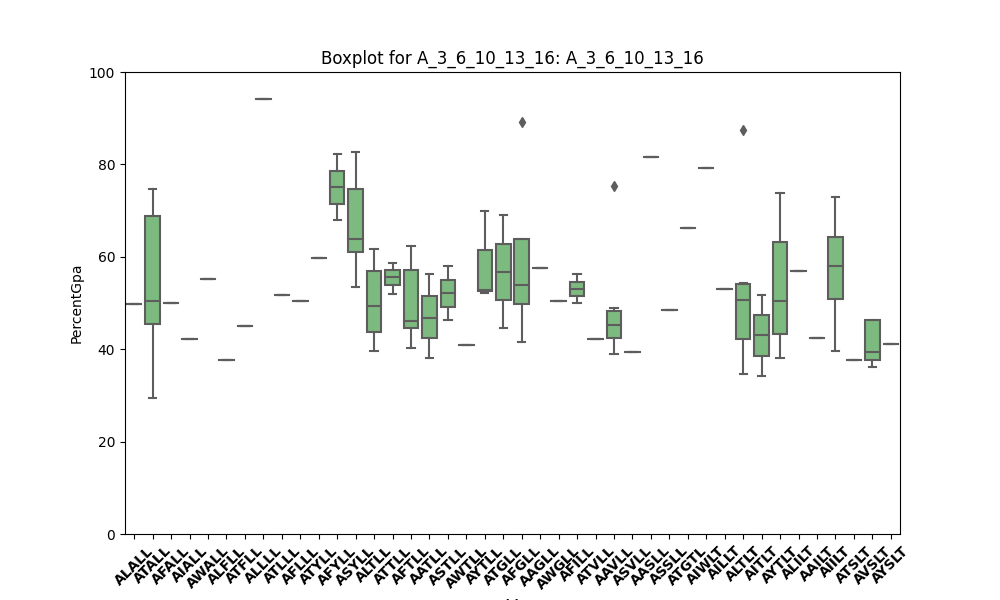 Boxplot for A_3_6_10_13_16: A_3_6_10_13_16
PercentGpa
100
80
60
40
20
0
ALALL
ATALL
AFALL
AIALL
AWALL
ALFLL
ATFLL
ALLLL
ATLLL
AFLLL
ATYLL
AFYLL
ASYLL
ALTLL
ATTLL
AFTLL
AATLL
ASTLL
AWTLL
AYTLL
ATGLL
AFGLL
AAGLL
AWGLL
AFILL
ATVLL
AAVLL
ASVLL
AASLL
ASSLL
ATGTL
AIWLT
AILLT
ALTLT
AITLT
AYTLT
ALILT
AAILT
AIILT
ATSLT
AVSLT
AYSLT